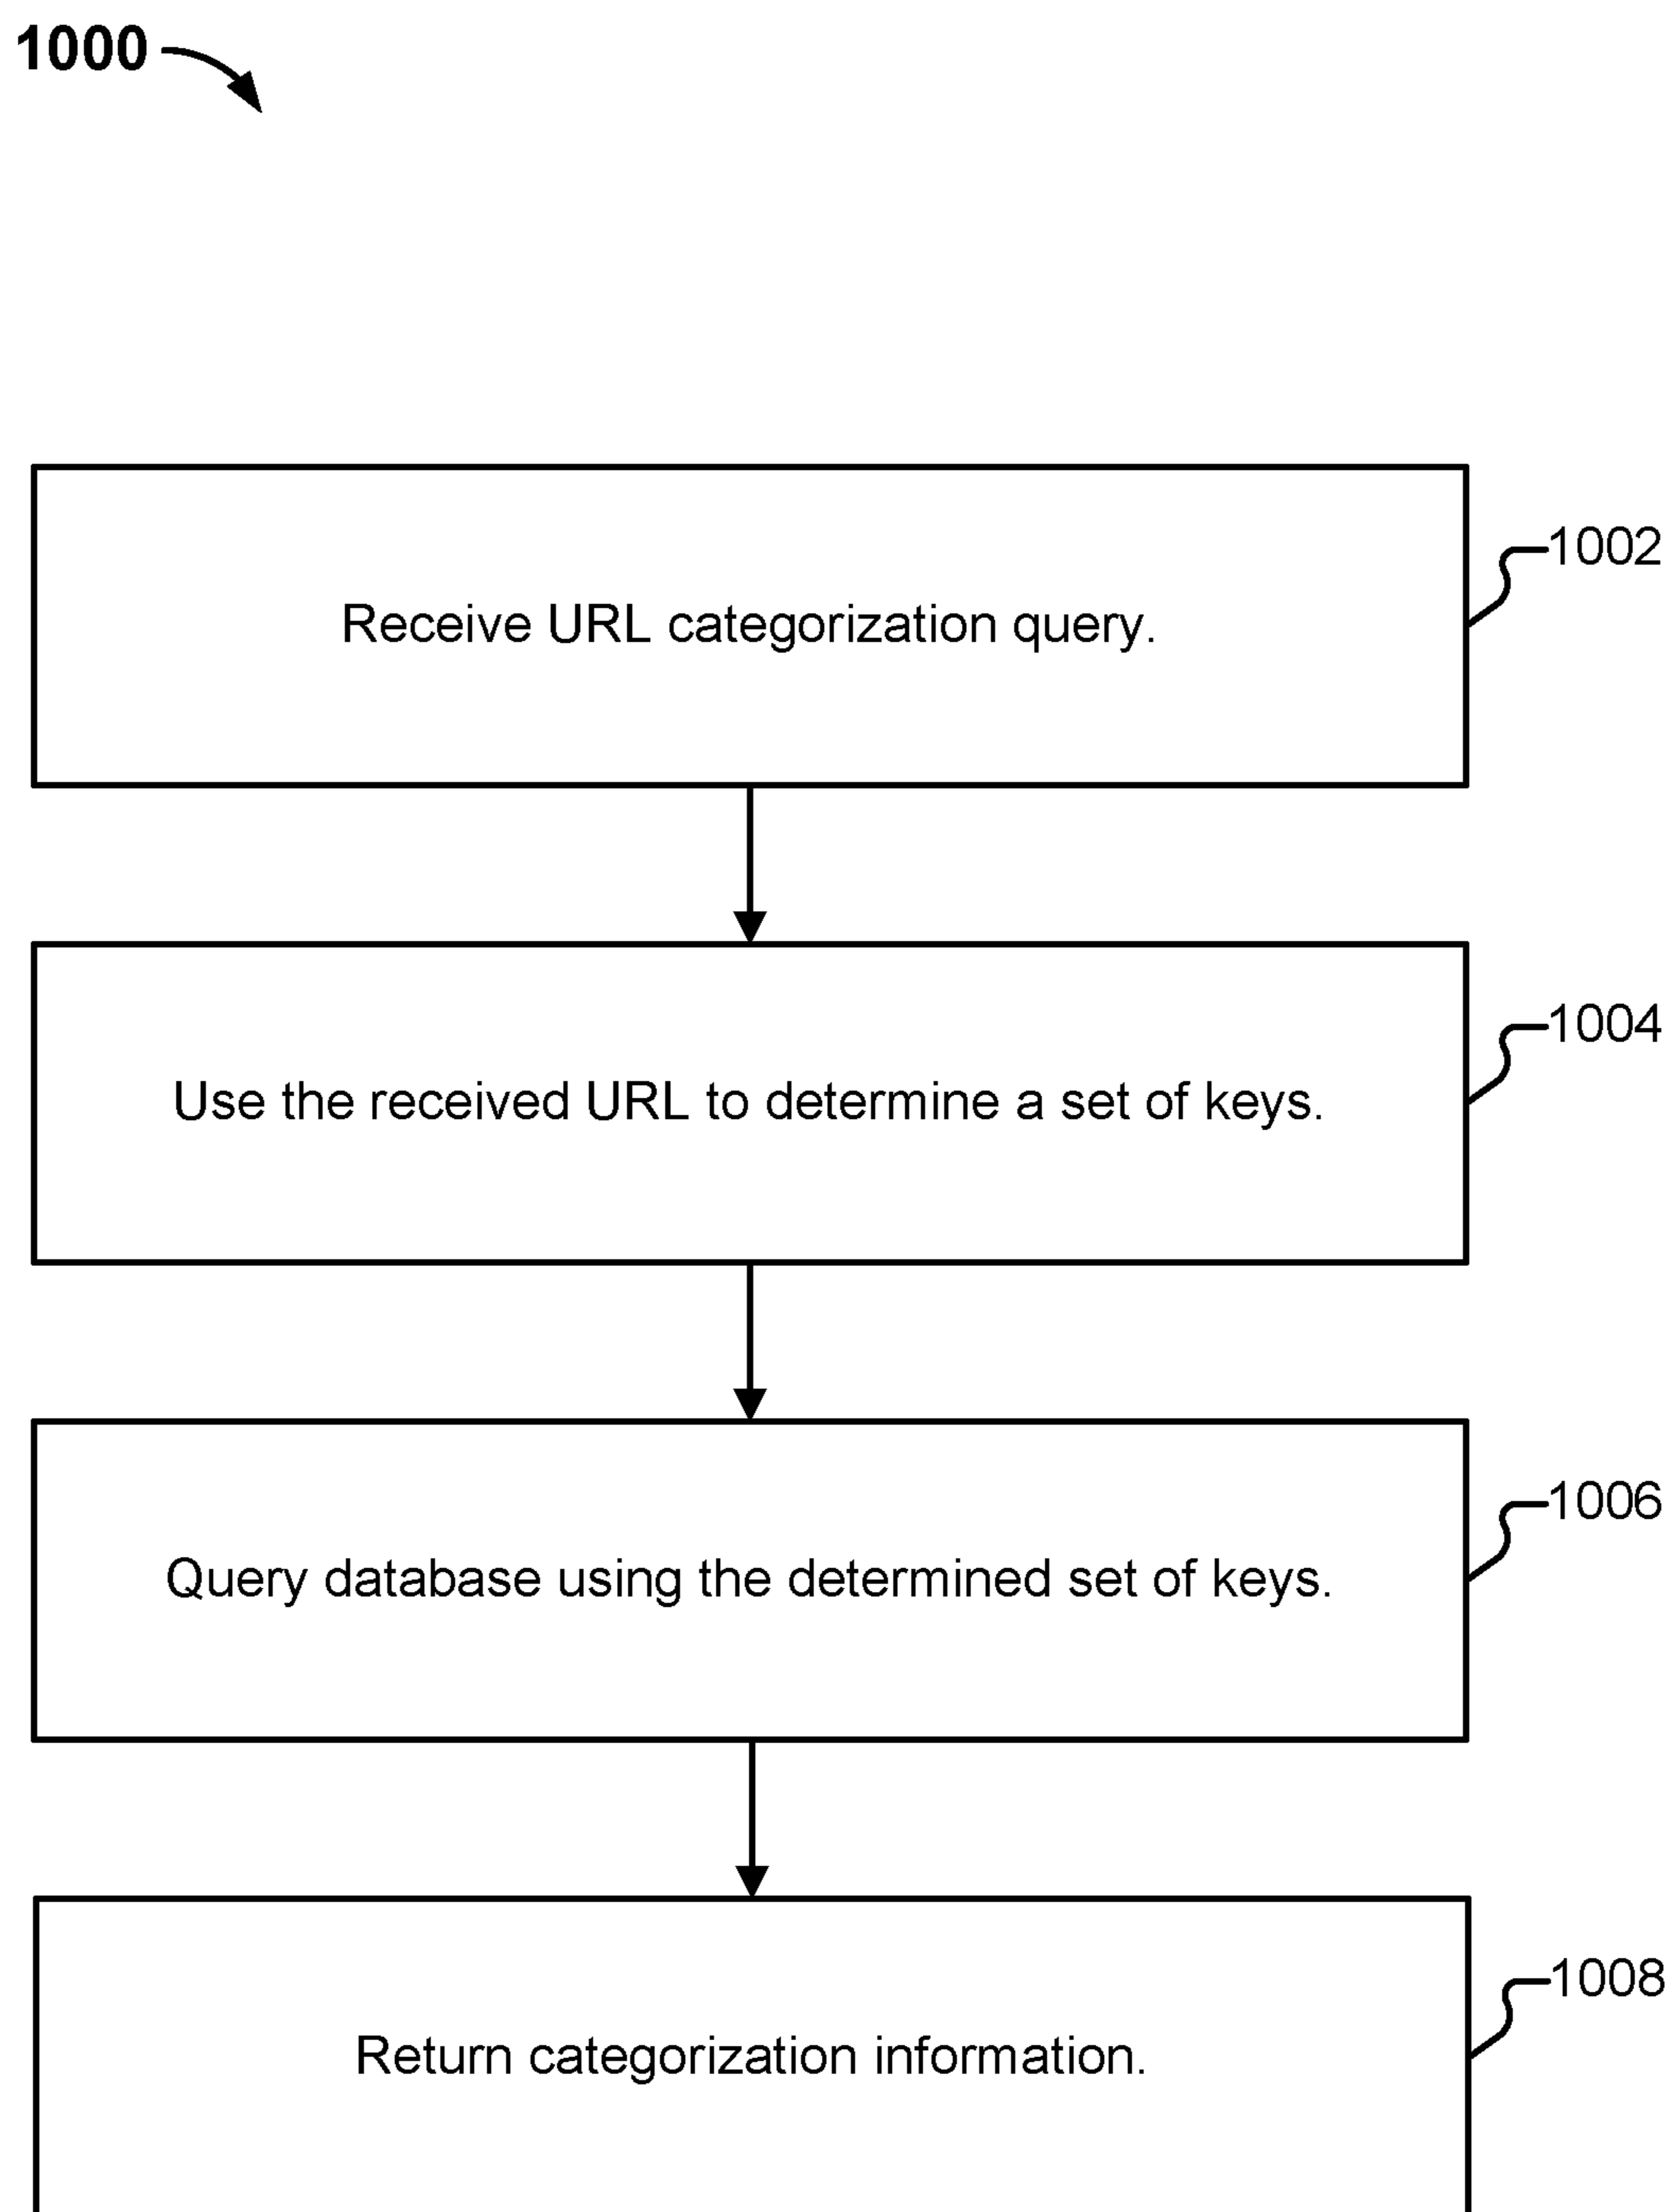 1000
1002
Receive URL categorization query.
1004
Use the received URL to determine a set of keys.
1006
Query database using the determined set of keys.
1008
Return categorization information.